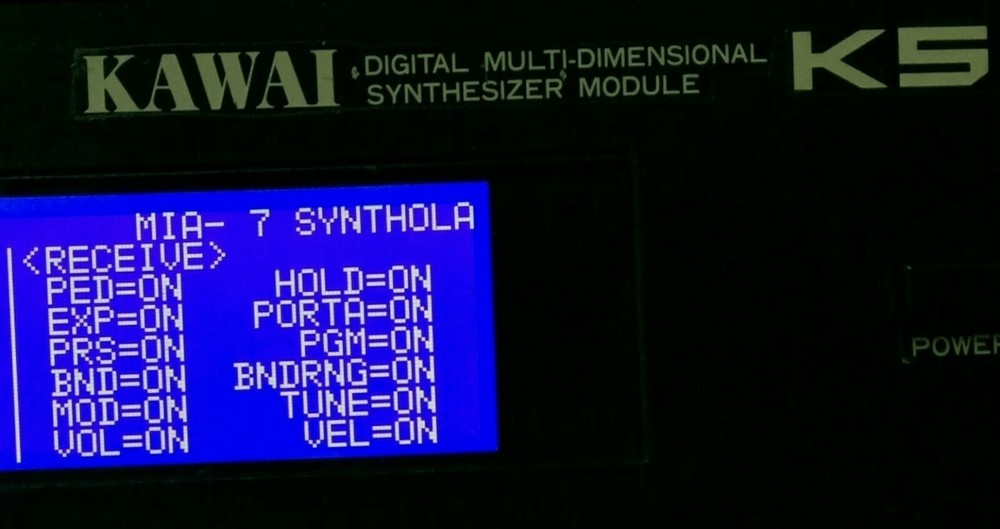 KAWAI DIGITAL MULTI-DIMENSIONAL SYNTHESIZER MODULE K5
MIA- 7 SYNTHOLA
<RECEIVE>
PED=ON HOLD=ON
EXP=ON PORTA=ON
PRS=ON PGM=ON
BND=ON BNDRNG=ON
MOD=ON TUNE=ON
VOL=ON VEL=ON
POWER